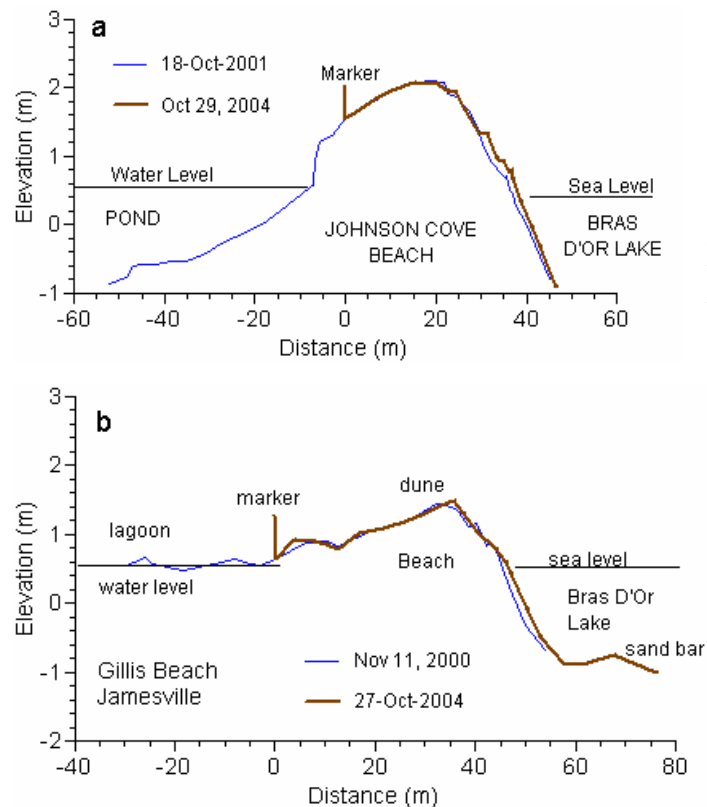 a
18-Oct-2001
Oct 29, 2004
Marker
Water Level
POND
JOHNSON COVE
BEACH
Sea Level
BRAS
D'OR LAKE
Elevation (m)
3
2
1
0
-1
-60 -40 -20 0 20 40 60
Distance (m)
b
marker
dune
lagoon
water level
Beach
sea level
Bras D'Or
Lake
sand bar
Gillis Beach
Jamesville
Nov 11, 2000
27-Oct-2004
Elevation (m)
3
2
1
0
-1
-2
-40 -20 0 20 40 60 80
Distance (m)